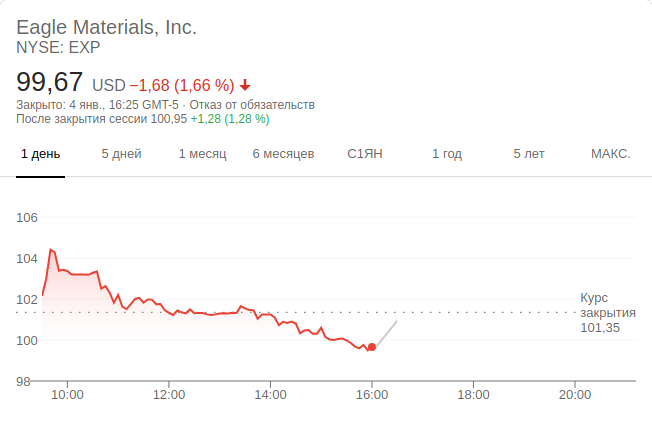 Eagle Materials, Inc.
NYSE: EXP
99,67 USD −1,68 (1,66 %)
Закрыто: 4 янв., 16:25 GMT-5 · Отказ от обязательств
После закрытия сессии 100,95 +1,28 (1,28 %)
1 день 5 дней 1 месяц 6 месяцев С1ЯН 1 год 5 лет МАКС.
106
104
102
Курс
закрытия
101,35
100
98
10:00 12:00 14:00 16:00 18:00 20:00